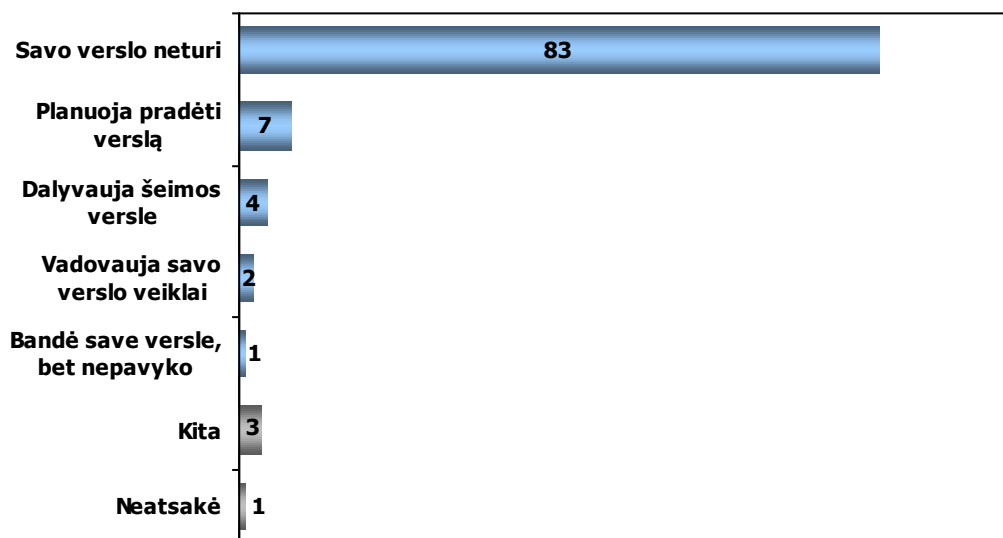 Savo verslo neturi
83
Planuoja pradėti
verslą
7
Dalyvauja šeimos
versle
4
Vadovauja savo
verslo veiklai
2
Bandė save versle,
bet nepavyko
1
Kita
3
Neatsakė
1